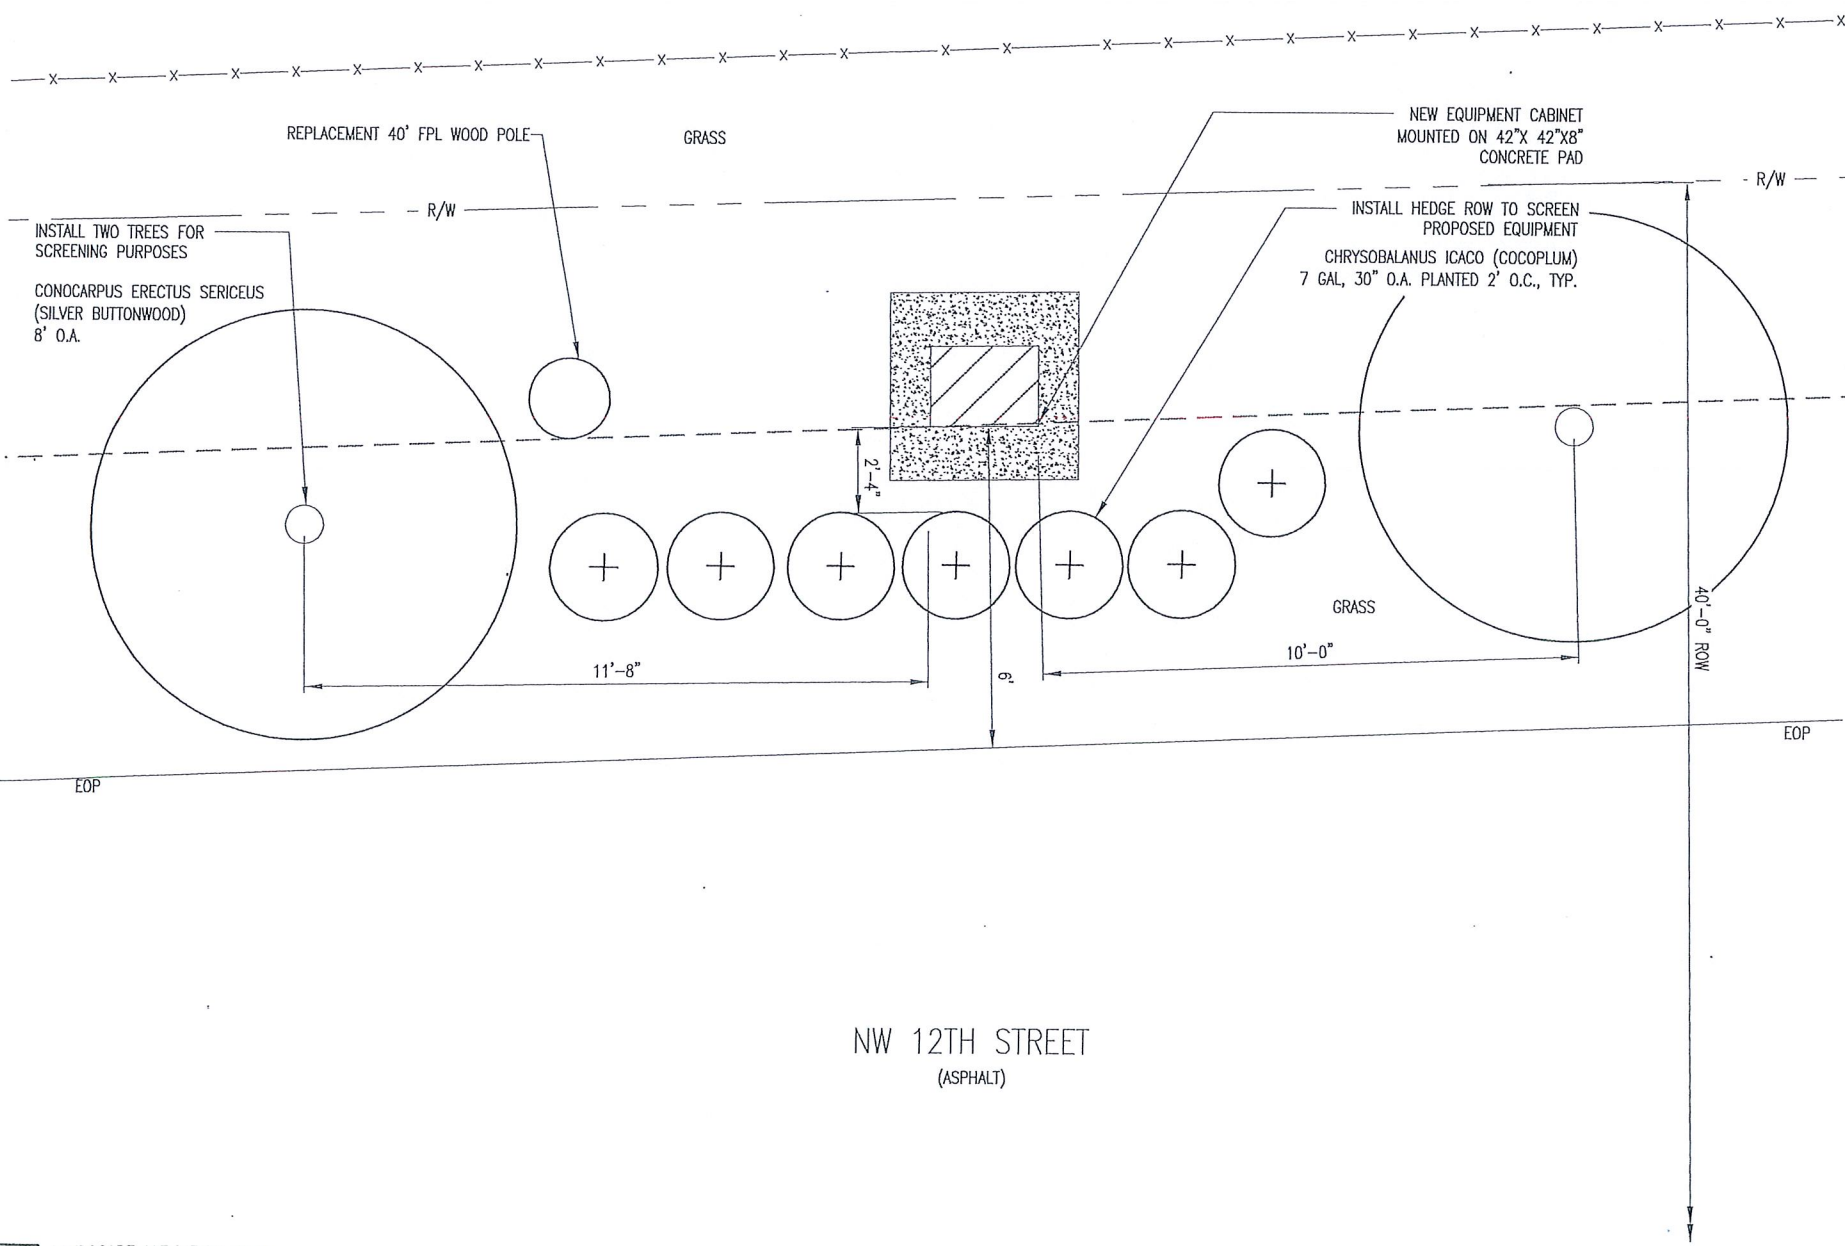 REPLACEMENT 40' FPL WOOD POLE
GRASS
NEW EQUIPMENT CABINET
MOUNTED ON 42"X 42"X8"
CONCRETE PAD
R/W
R/W
INSTALL TWO TREES FOR
SCREENING PURPOSES
CONOCARPUS ERECTUS SERICEUS
(SILVER BUTTONWOOD)
8' O.A.
INSTALL HEDGE ROW TO SCREEN
PROPOSED EQUIPMENT
CHRYSOBALANUS ICACO (COCOPLUM)
7 GAL, 30" O.A. PLANTED 2' O.C., TYP.
2'-4"
GRASS
40'-0" ROW
11'-8"
6'
10'-0"
EOP
EOP
NW 12TH STREET
(ASPHALT)